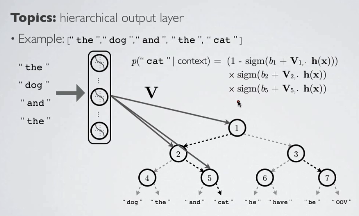 Topics: hierarchical output layer
• Example: ["the", "dog", "and", "the", "cat"]
"the"
"dog"
"and"
"the"
p("cat" | context) = (1 - sigm(b₁ + V₁. h(x)))
× sigm(b₂ + V₂. h(x))
× sigm(b₅ + V₅. h(x))
V
1
2 3
4 5 6 7
"dog" "the" "and" "cat" "he" "have" "be" "OOV"